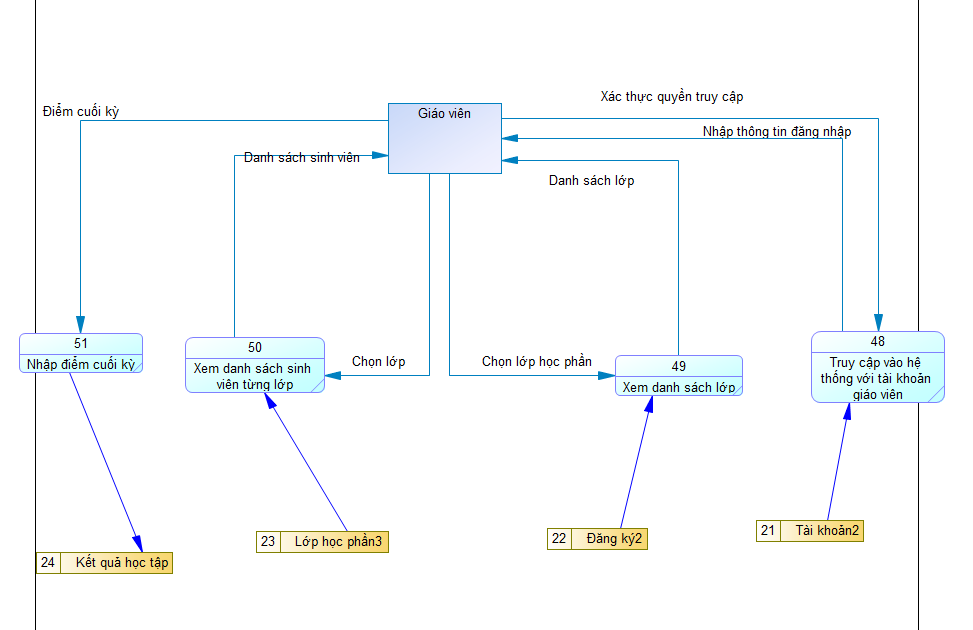 Xác thực quyền truy cập
Điểm cuối kỳ
Giáo viên
Nhập thông tin đăng nhập
Danh sách sinh viên
Danh sách lớp
51
Nhập điểm cuối kỳ
50
Xem danh sách sinh
viên từng lớp
Chọn lớp
Chọn lớp học phần
49
Xem danh sách lớp
48
Truy cập vào hệ
thống với tài khoản
giáo viên
24 Kết quả học tập
23 Lớp học phần3
22 Đăng ký2
21 Tài khoản2